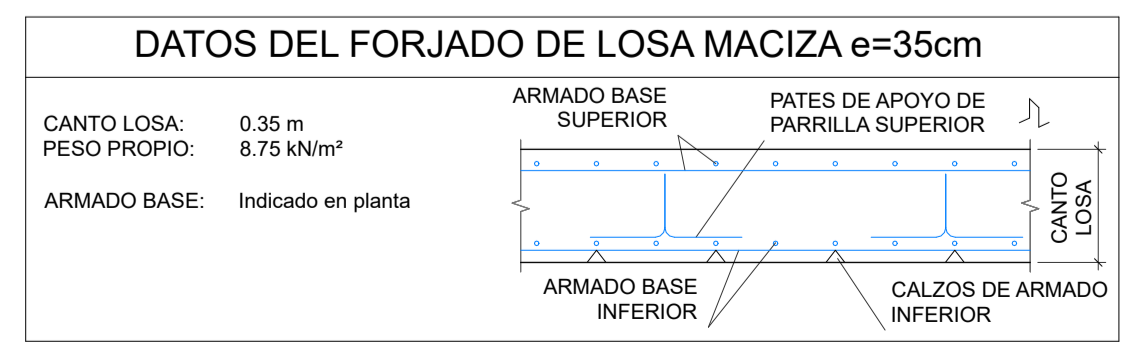 DATOS DEL FORJADO DE LOSA MACIZA e=35cm
CANTO LOSA: 0.35 m
PESO PROPIO: 8.75 kN/m²
ARMADO BASE: Indicado en planta
ARMADO BASE
SUPERIOR
PATES DE APOYO DE
PARRILLA SUPERIOR
CANTO
LOSA
ARMADO BASE
INFERIOR
CALZOS DE ARMADO
INFERIOR